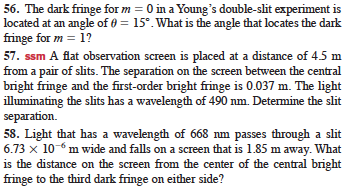 56. The dark fringe for m = 0 in a Young's double-slit experiment is
located at an angle of θ = 15°. What is the angle that locates the dark
fringe for m = 1?
57. ssm A flat observation screen is placed at a distance of 4.5 m
from a pair of slits. The separation on the screen between the central
bright fringe and the first-order bright fringe is 0.037 m. The light
illuminating the slits has a wavelength of 490 nm. Determine the slit
separation.
58. Light that has a wavelength of 668 nm passes through a slit
6.73 × 10⁻⁶ m wide and falls on a screen that is 1.85 m away. What
is the distance on the screen from the center of the central bright
fringe to the third dark fringe on either side?